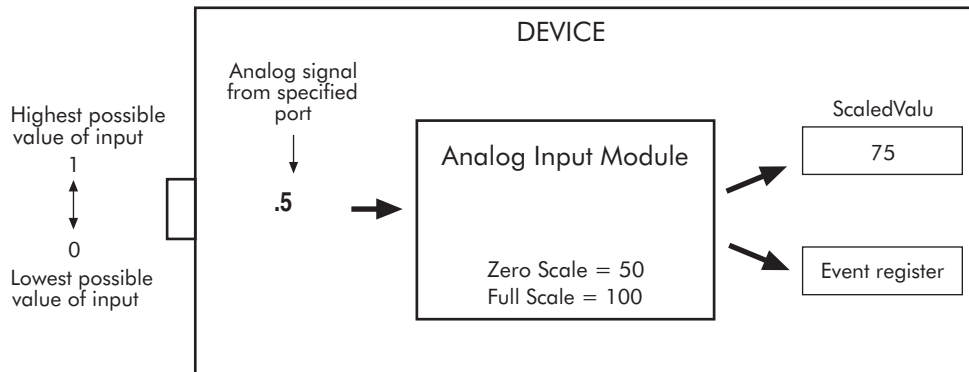 DEVICE
Analog signal
from specified
port
Highest possible
value of input
1
0
Lowest possible
value of input
.5
Analog Input Module
Zero Scale = 50
Full Scale = 100
ScaledValu
75
Event register